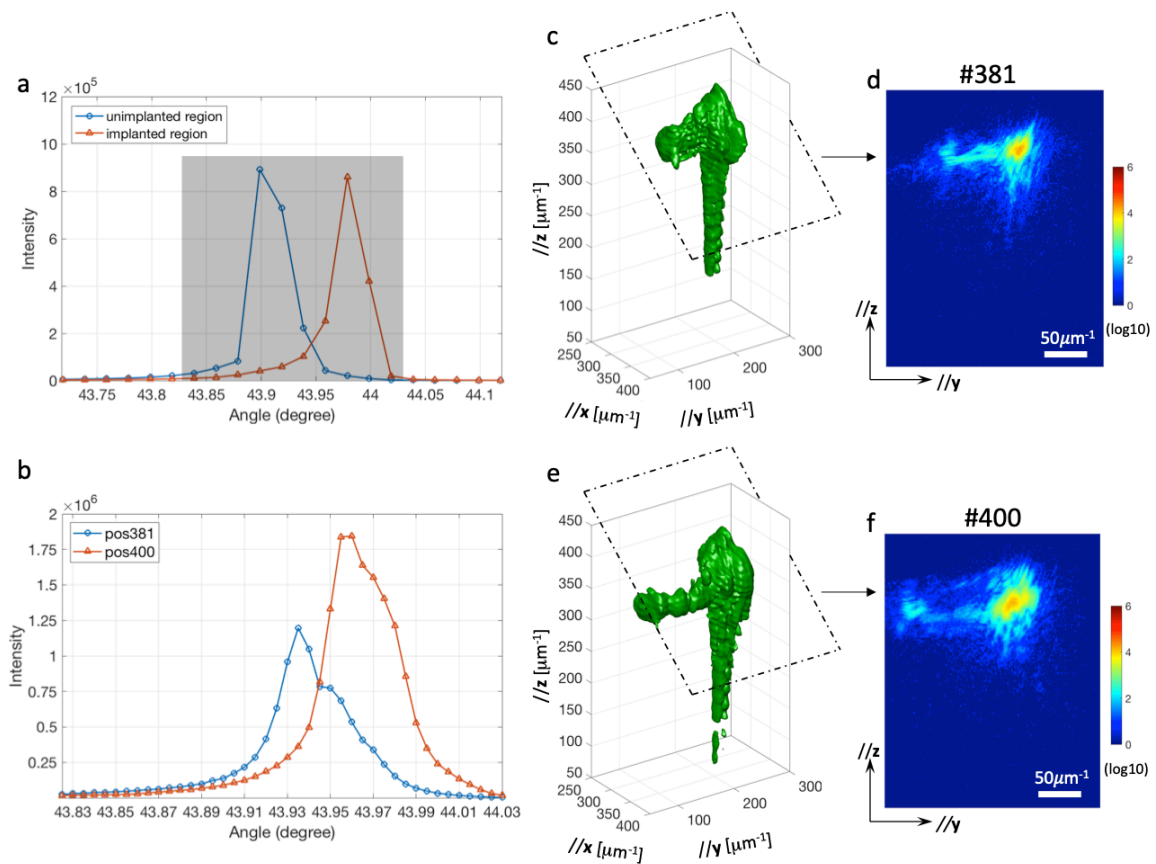 a
×10⁵
12
10
8
6
4
2
0
Intensity
unimplanted region
implanted region
43.75 43.8 43.85 43.9 43.95 44 44.05 44.1
Angle (degree)
b
×10⁶
2
1.75
1.5
1.25
1
0.75
0.5
0.25
Intensity
pos381
pos400
43.83 43.85 43.87 43.89 43.91 43.93 43.95 43.97 43.99 44.01 44.03
Angle (degree)
c
450
400
350
300
250
200
150
100
50
//z [μm⁻¹]
250
300
350
400
100
200
300
//x [μm⁻¹]
//y [μm⁻¹]
d
#381
6
4
2
0
(log10)
//z
50μm⁻¹
//y
e
450
400
350
300
250
200
150
100
50
//z [μm⁻¹]
300
350
400
100
200
300
//x [μm⁻¹]
//y [μm⁻¹]
f
#400
6
4
2
0
(log10)
//z
50μm⁻¹
//y